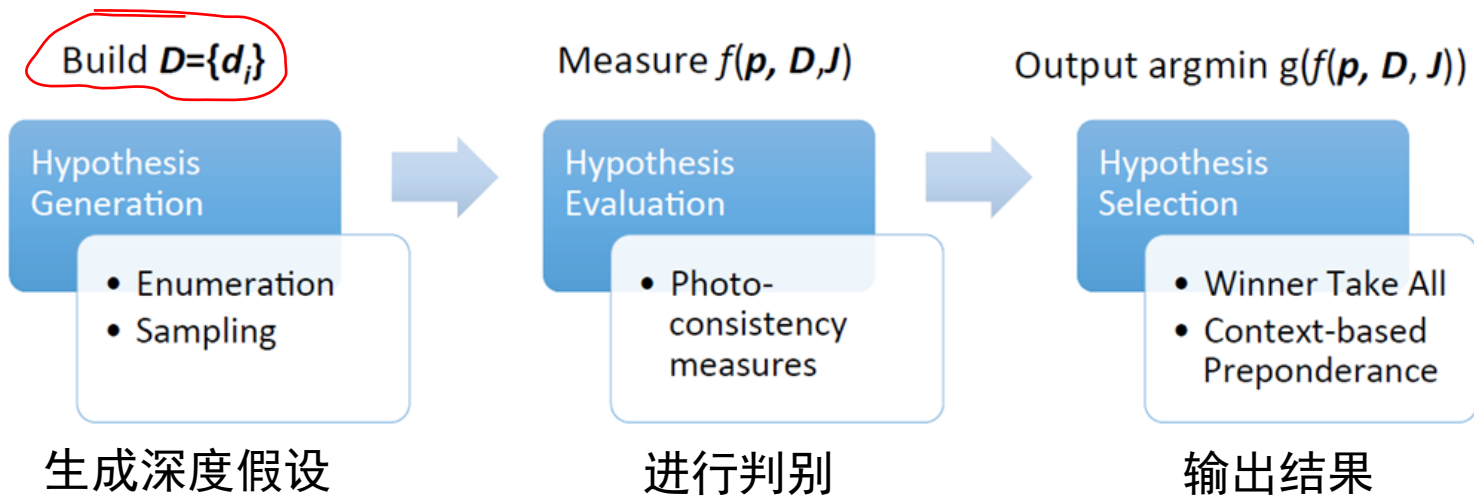 Build D={di}
Hypothesis
Generation
• Enumeration
• Sampling
生成深度假设
Measure f(p, D,J)
Hypothesis
Evaluation
• Photo-
consistency
measures
进行判别
Output argmin g(f(p, D, J))
Hypothesis
Selection
• Winner Take All
• Context-based
Preponderance
输出结果